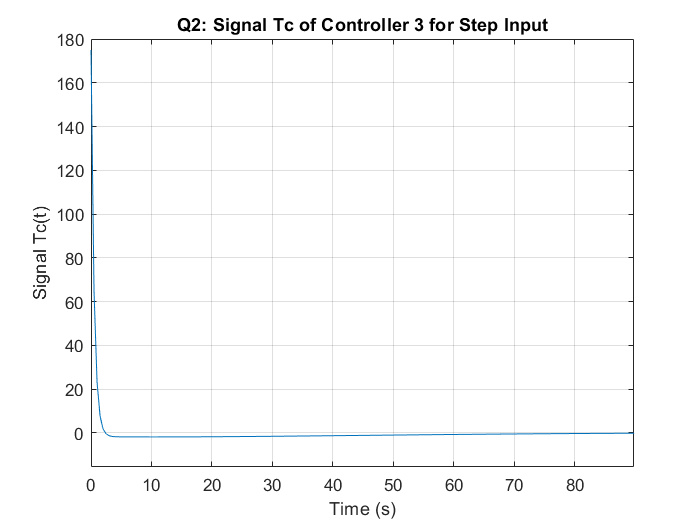 Q2: Signal Tc of Controller 3 for Step Input
180
160
140
120
100
80
60
40
20
0
Signal Tc(t)
0 10 20 30 40 50 60 70 80
Time (s)